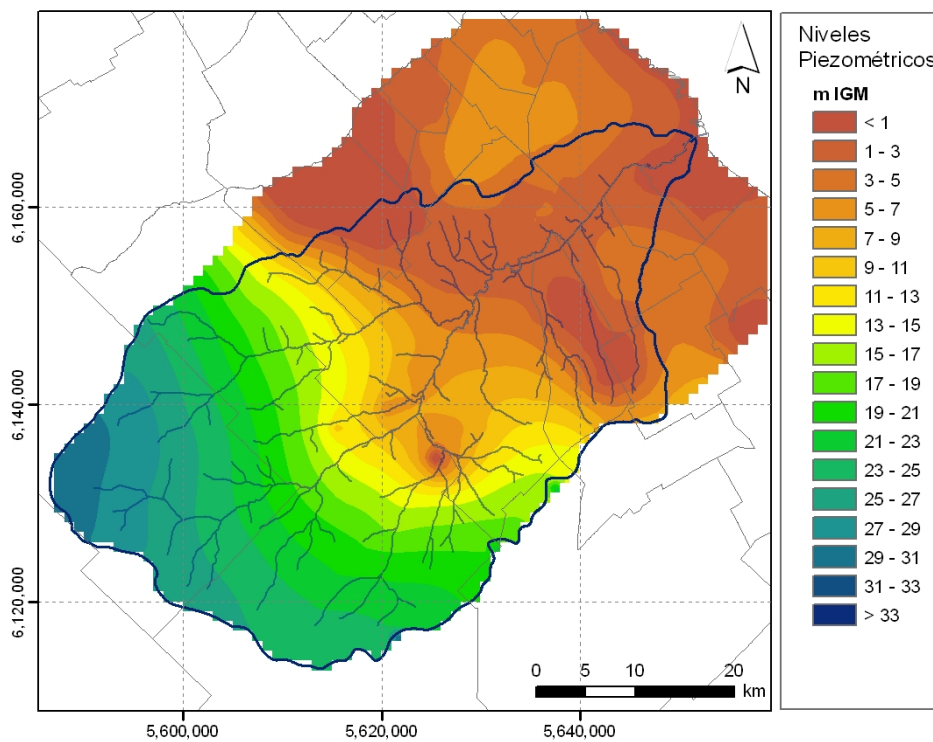 Niveles
Piezométricos
m IGM
< 1
1 - 3
3 - 5
5 - 7
7 - 9
9 - 11
11 - 13
13 - 15
15 - 17
17 - 19
19 - 21
21 - 23
23 - 25
25 - 27
27 - 29
29 - 31
31 - 33
> 33
N
6,160,000
6,140,000
6,120,000
0 5 10 20
km
5,600,000 5,620,000 5,640,000